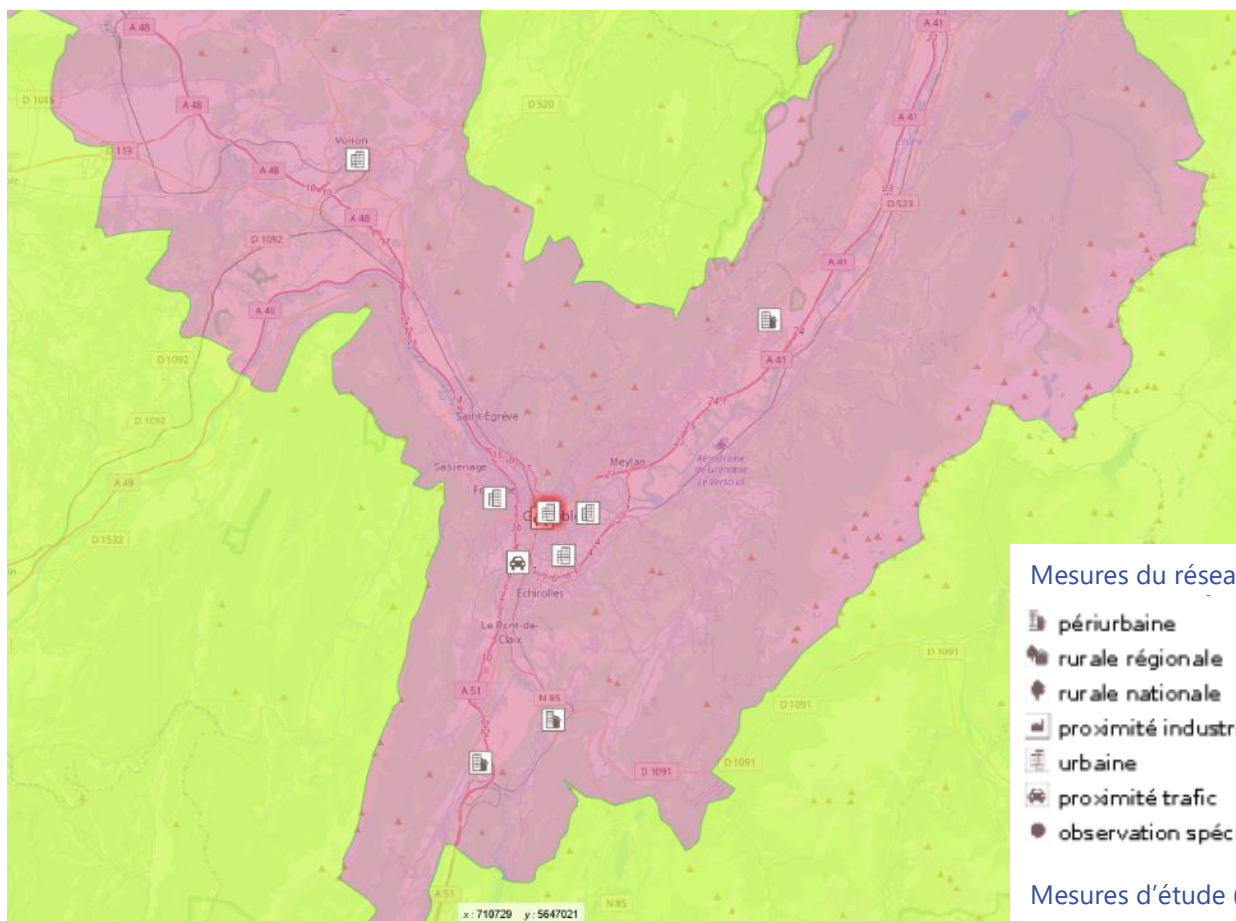 A 48
A 41
D 1085
A 48
D 520
A 41
D 119
Voiron
A 48
A 48
D 523
D 1092
A 41
A 48
D 1092
A 41
Saint-Égrève
D 1092
Meylan
Aérodrome
de Grenoble
Le Versoud
Sassenage
A 49
D 1532
Échirolles
Le Pont-de-
Claix
A 51
N 85
D 1091
D 1091
D 1091
D 1091
A 51
N 85
x : 710729 y : 5647021
Mesures du résea
périurbaine
rurale régionale
rurale nationale
proximité industri
urbaine
proximité trafic
observation spéci
Mesures d'étude (